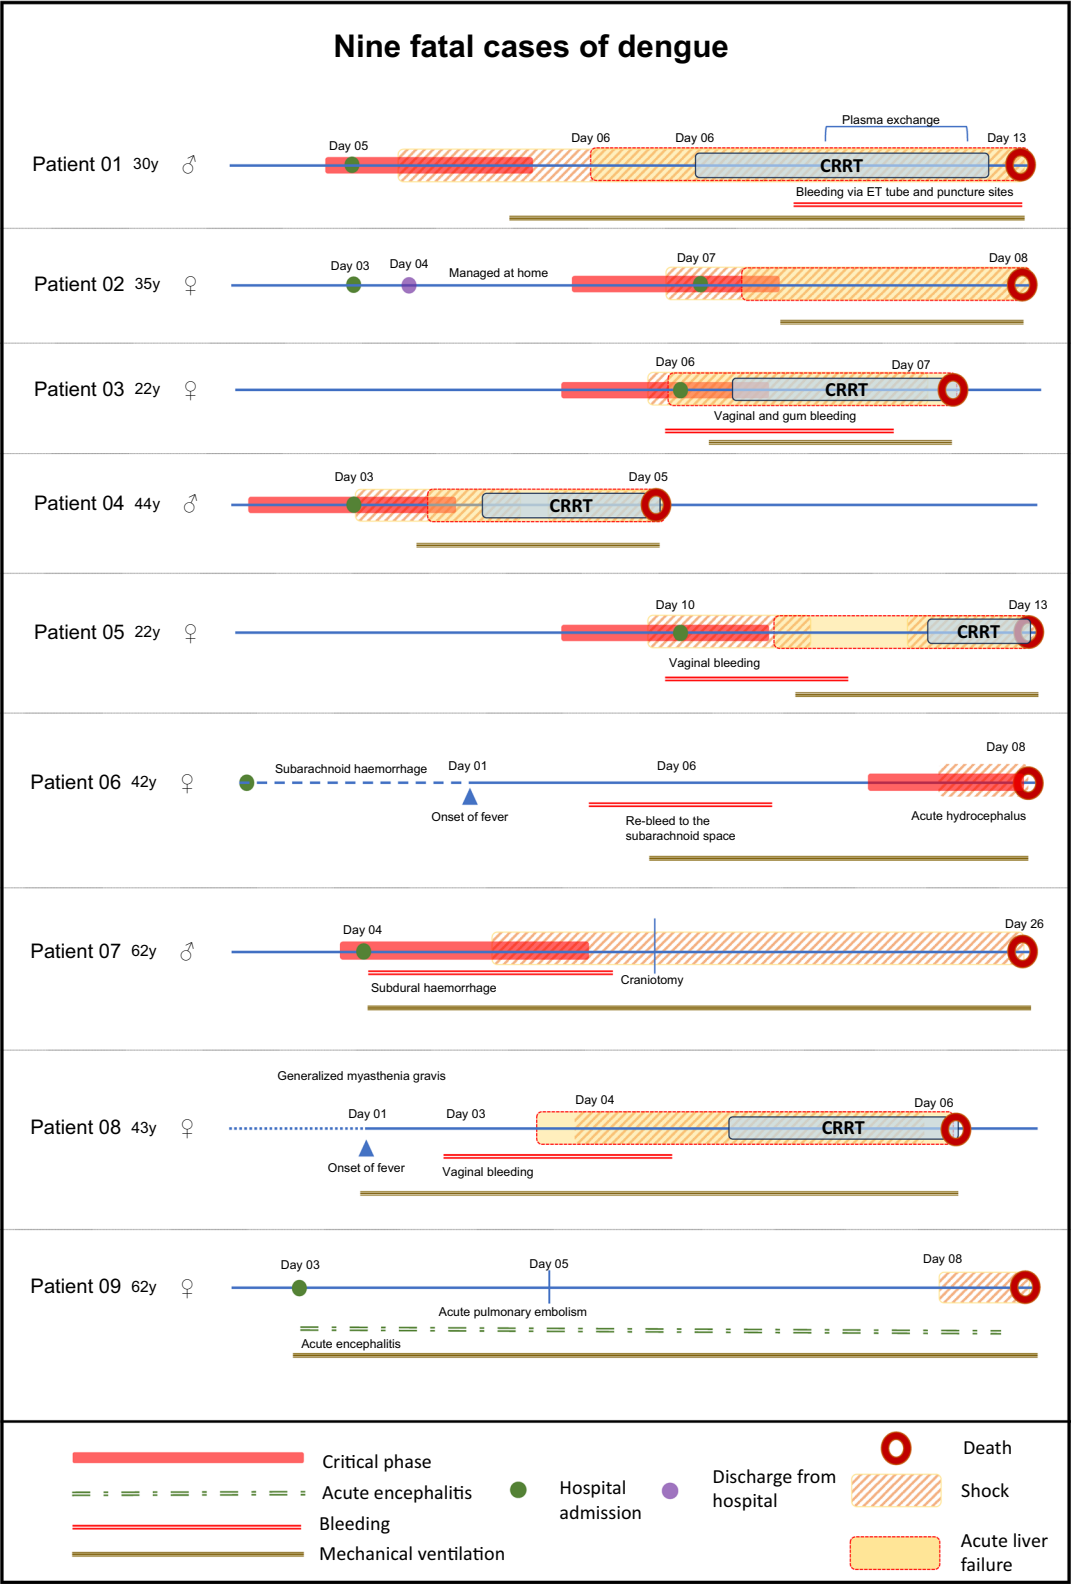 Nine fatal cases of dengue
Plasma exchange
Day 05
Day 06
Day 06
Day 13
Patient 01 30y ♂
CRRT
Bleeding via ET tube and puncture sites
Day 03
Day 04
Managed at home
Day 07
Day 08
Patient 02 35y ♀
Day 06
Day 07
Patient 03 22y ♀
CRRT
Vaginal and gum bleeding
Day 03
Day 05
Patient 04 44y ♂
CRRT
Day 10
Day 13
Patient 05 22y ♀
CRRT
Vaginal bleeding
Day 08
Subarachnoid haemorrhage
Day 01
Day 06
Patient 06 42y ♀
Onset of fever
Re-bleed to the
subarachnoid space
Acute hydrocephalus
Day 04
Day 26
Patient 07 62y ♂
Subdural haemorrhage
Craniotomy
Generalized myasthenia gravis
Day 01
Day 03
Day 04
Day 06
Patient 08 43y ♀
CRRT
Onset of fever
Vaginal bleeding
Day 03
Day 05
Day 08
Patient 09 62y ♀
Acute pulmonary embolism
Acute encephalitis
Critical phase
Acute encephalitis
Bleeding
Mechanical ventilation
Hospital
admission
Discharge from
hospital
Death
Shock
Acute liver
failure